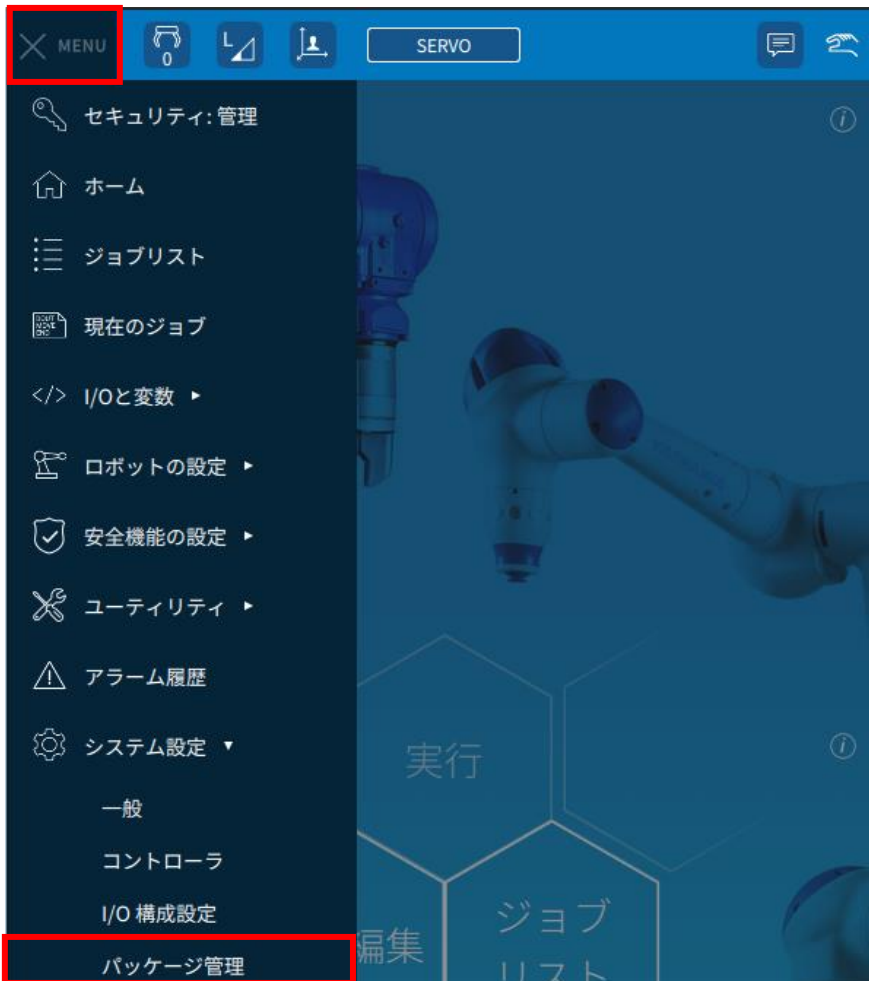 MENU
0
L
SERVO
セキュリティ: 管理
ホーム
ジョブリスト
現在のジョブ
I/Oと変数
ロボットの設定
安全機能の設定
ユーティリティ
アラーム履歴
システム設定
一般
コントローラ
I/O 構成設定
パッケージ管理
実行
編集
ジョブ
リスト